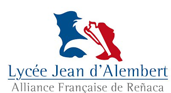 Lycée Jean d'Alembert
Alliance Française de Reñaca